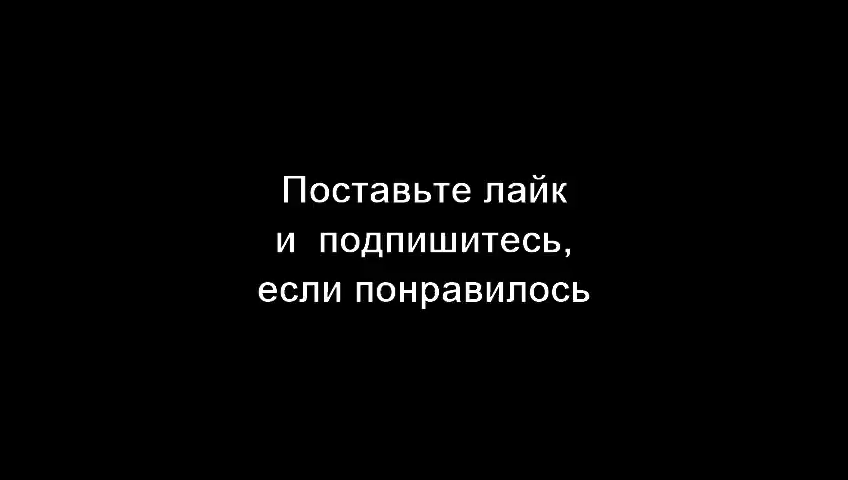 Поставьте лайк
и  подпишитесь,
если понравилось